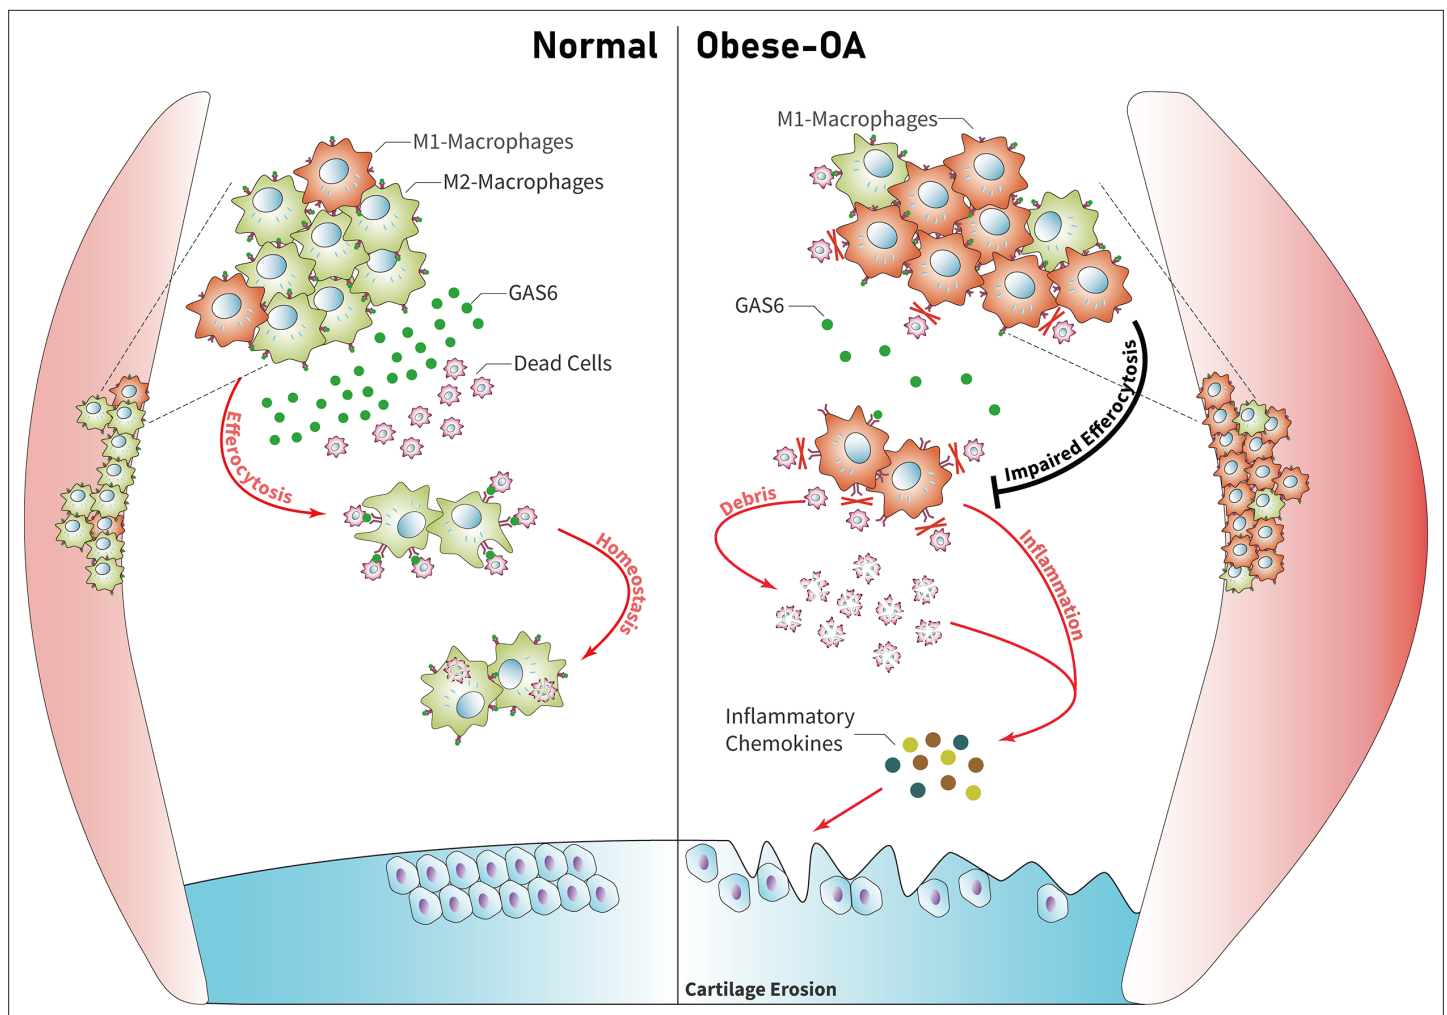 Normal
Obese-OA
M1-Macrophages
M2-Macrophages
GAS6
Dead Cells
Efferocytosis
Homeostasis
M1-Macrophages
GAS6
Impaired Efferocytosis
Debris
Inflammation
Inflammatory
Chemokines
Cartilage Erosion